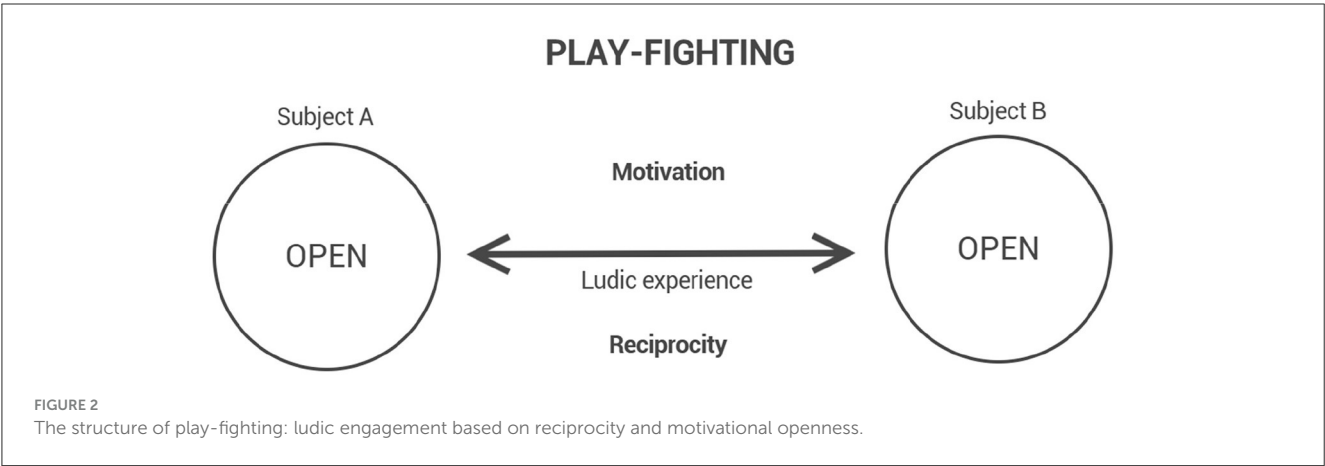 PLAY-FIGHTING
Subject A
Subject B
Motivation
OPEN
OPEN
Ludic experience
Reciprocity
FIGURE 2
The structure of play-fighting: ludic engagement based on reciprocity and motivational openness.